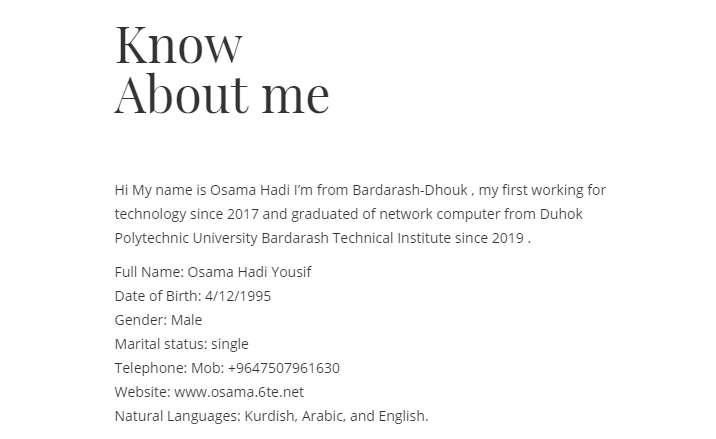 Know
About me
Hi My name is Osama Hadi I’m from Bardarash-Dhouk , my first working for
technology since 2017 and graduated of network computer from Duhok
Polytechnic University Bardarash Technical Institute since 2019 .
Full Name: Osama Hadi Yousif
Date of Birth: 4/12/1995
Gender: Male
Marital status: single
Telephone: Mob: +9647507961630
Website: www.osama.6te.net
Natural Languages: Kurdish, Arabic, and English.